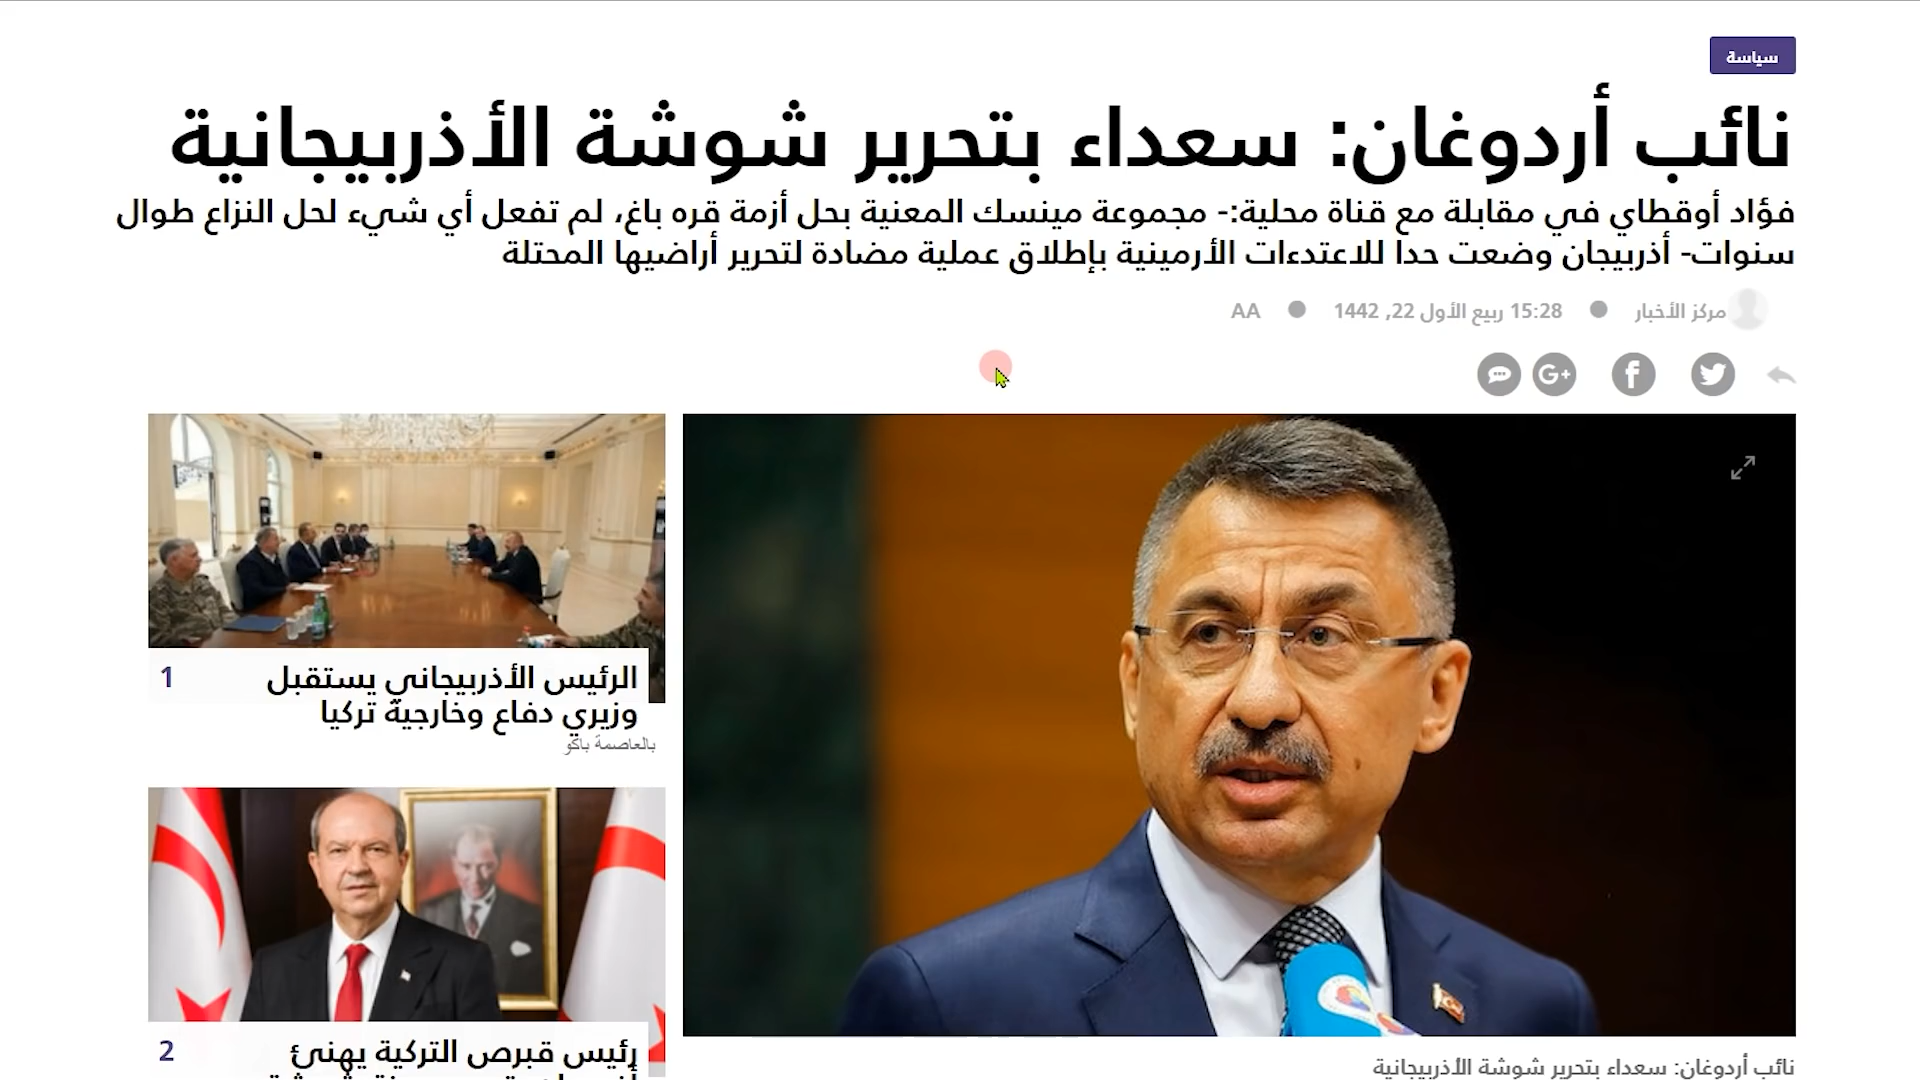 سياسة
نائب أردوغان: سعداء بتحرير شوشة الأذربيجانية
فؤاد أوقطاي في مقابلة مع قناة محلية:- مجموعة مينسك المعنية بحل أزمة قره باغ، لم تفعل أي شيء لحل النزاع طوال
سنوات- أذربيجان وضعت حدا للاعتدءات الأرمينية بإطلاق عملية مضادة لتحرير أراضيها المحتلة
مركز الأخبار
15:28 ربيع الأول 22, 1442
AA
الرئيس الأذربيجاني يستقبل
1
وزيري دفاع وخارجية تركيا
بالعاصمة باكو
رئيس قبرص التركية يهنئ
2
نائب أردوغان: سعداء بتحرير شوشة الأذربيجانية